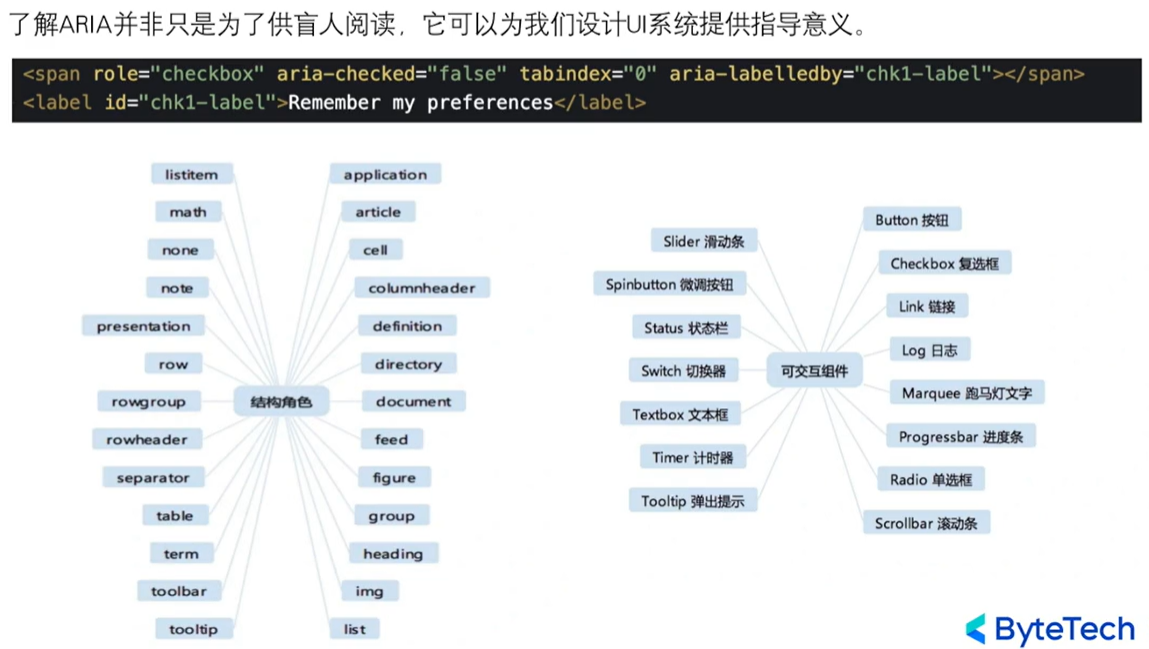 了解ARIA并非只是为了供盲人阅读，它可以为我们设计UI系统提供指导意义。
<span role="checkbox" aria-checked="false" tabindex="0" aria-labelledby="chk1-label"></span>
<label id="chk1-label">Remember my preferences</label>
listitem
math
none
note
presentation
row
rowgroup
rowheader
separator
table
term
toolbar
tooltip
结构角色
application
article
cell
columnheader
definition
directory
document
feed
figure
group
heading
img
list
Slider 滑动条
Spinbutton 微调按钮
Status 状态栏
Switch 切换器
Textbox 文本框
Timer 计时器
Tooltip 弹出提示
可交互组件
Button 按钮
Checkbox 复选框
Link 链接
Log 日志
Marquee 跑马灯文字
Progressbar 进度条
Radio 单选框
Scrollbar 滚动条
ByteTech